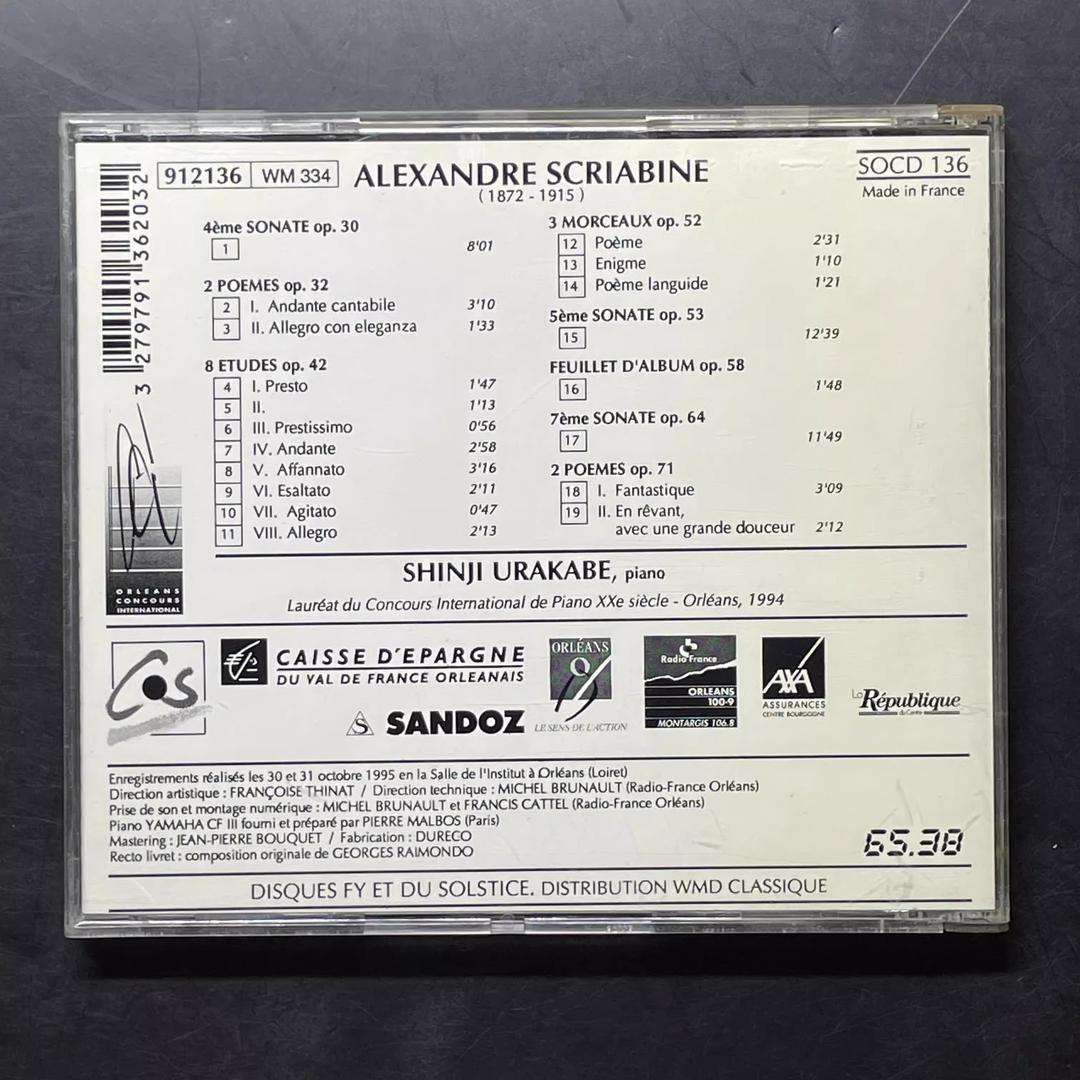 3 279791 362032
912136 WM 334
ALEXANDRE SCRIABINE
(1872 - 1915)
SOCD 136
Made in France
4ème SONATE op. 30
1 8'01
2 POEMES op. 32
2 I. Andante cantabile 3'10
3 II. Allegro con eleganza 1'33
8 ETUDES op. 42
4 I. Presto 1'47
5 II. 1'13
6 III. Prestissimo 0'56
7 IV. Andante 2'58
8 V. Affannato 3'16
9 VI. Esaltato 2'11
10 VII. Agitato 0'47
11 VIII. Allegro 2'13
3 MORCEAUX op. 52
12 Poème 2'31
13 Enigme 1'10
14 Poème languide 1'21
5ème SONATE op. 53
15 12'39
FEUILLET D'ALBUM op. 58
16 1'48
7ème SONATE op. 64
17 11'49
2 POEMES op. 71
18 I. Fantastique 3'09
19 II. En rêvant,
avec une grande douceur 2'12
ORLEANS
CONCOURS
INTERNATIONAL
SHINJI URAKABE, piano
Lauréat du Concours International de Piano XXe siècle - Orléans, 1994
Cos
CAISSE D'EPARGNE
DU VAL DE FRANCE ORLEANAIS
S SANDOZ
ORLÉANS
LE SENS DE L'ACTION
Radio France
ORLEANS
100·9
MONTARGIS 106.8
AXA
ASSURANCES
CENTRE BOURGOGNE
La République
du Centre
Enregistrements réalisés les 30 et 31 octobre 1995 en la Salle de l'Institut à Orléans (Loiret)
Direction artistique : FRANÇOISE THINAT / Direction technique : MICHEL BRUNAULT (Radio-France Orléans)
Prise de son et montage numérique : MICHEL BRUNAULT et FRANCIS CATTEL (Radio-France Orléans)
Piano YAMAHA CF III fourni et préparé par PIERRE MALBOS (Paris)
Mastering : JEAN-PIERRE BOUQUET / Fabrication : DURECO
Recto livret : composition originale de GEORGES RAIMONDO
65.38
DISQUES FY ET DU SOLSTICE. DISTRIBUTION WMD CLASSIQUE